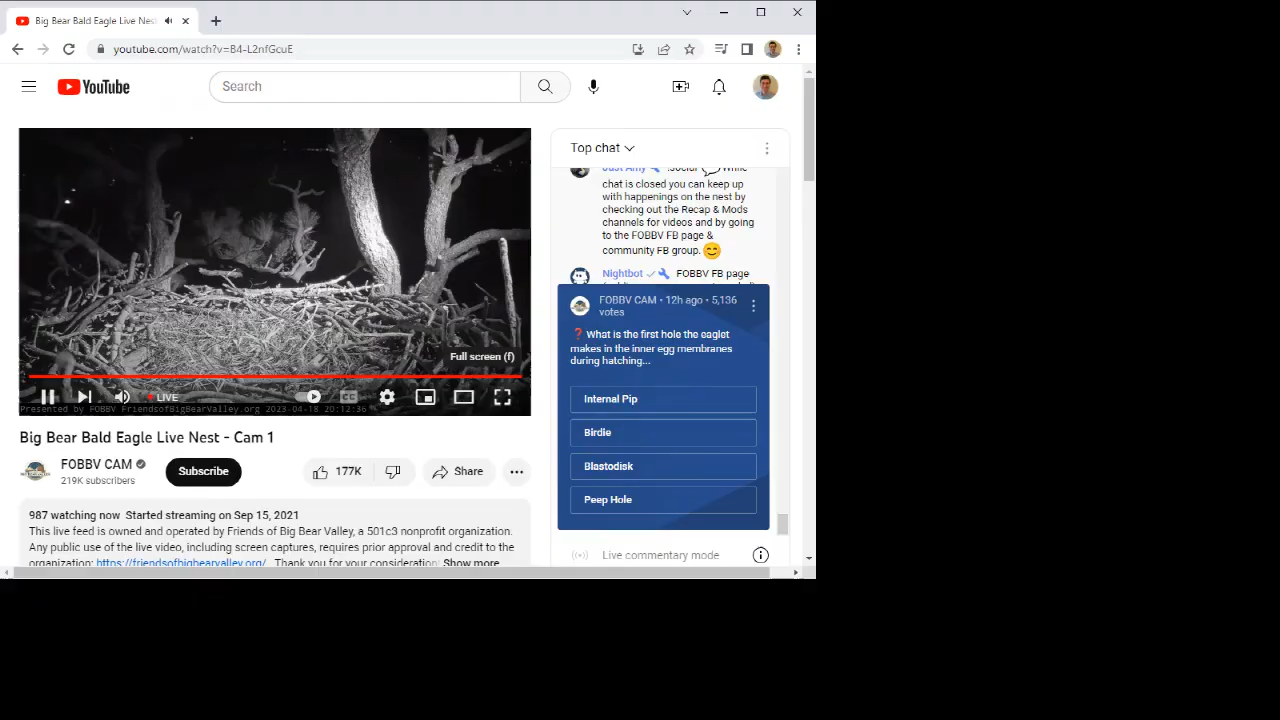 Big Bear Bald Eagle Live Nest
youtube.com/watch?v=B4-L2nfGcuE
YouTube
Search
Full screen (f)
LIVE
Presented by FOBBV FriendsofBigBearValley.org 2023-04-18 20:12:36
Big Bear Bald Eagle Live Nest - Cam 1
FOBBV CAM
219K subscribers
Subscribe
177K
Share
987 watching now Started streaming on Sep 15, 2021
This live feed is owned and operated by Friends of Big Bear Valley, a 501c3 nonprofit organization.
Any public use of the live video, including screen captures, requires prior approval and credit to the
organization: https://friendsofbigbearvalley.org/ Thank you for your consideration! Show more
Top chat
Just Amy !Social While
chat is closed you can keep up
with happenings on the nest by
checking out the Recap & Mods
channels for videos and by going
to the FOBBV FB page &
community FB group. 😊
Nightbot FOBBV FB page
FOBBV CAM • 12h ago • 5,136
votes
❓ What is the first hole the eaglet
makes in the inner egg membranes
during hatching...
Internal Pip
Birdie
Blastodisk
Peep Hole
Live commentary mode